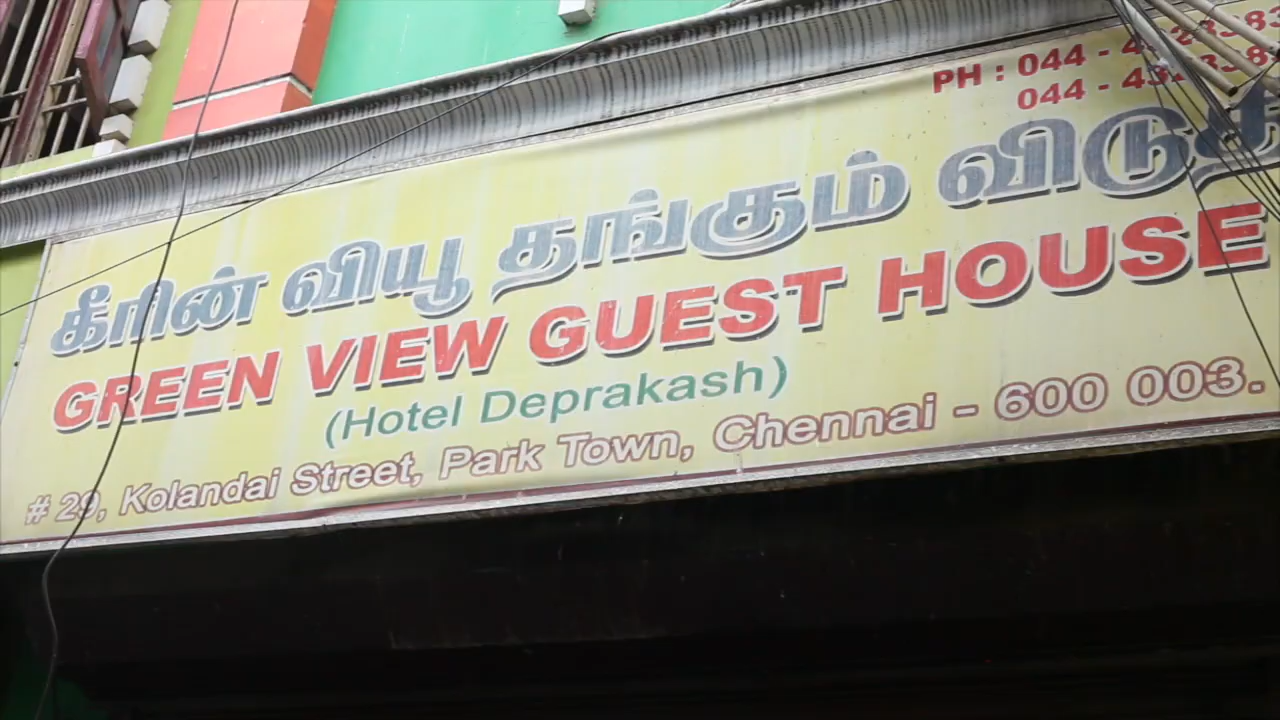 PH : 044 -
044 -
கீரின் வியூ தங்கும்
GREEN VIEW GUEST HOUSE
(Hotel Deprakash)
# 29, Kolandai Street, Park Town, Chennai - 600 003.